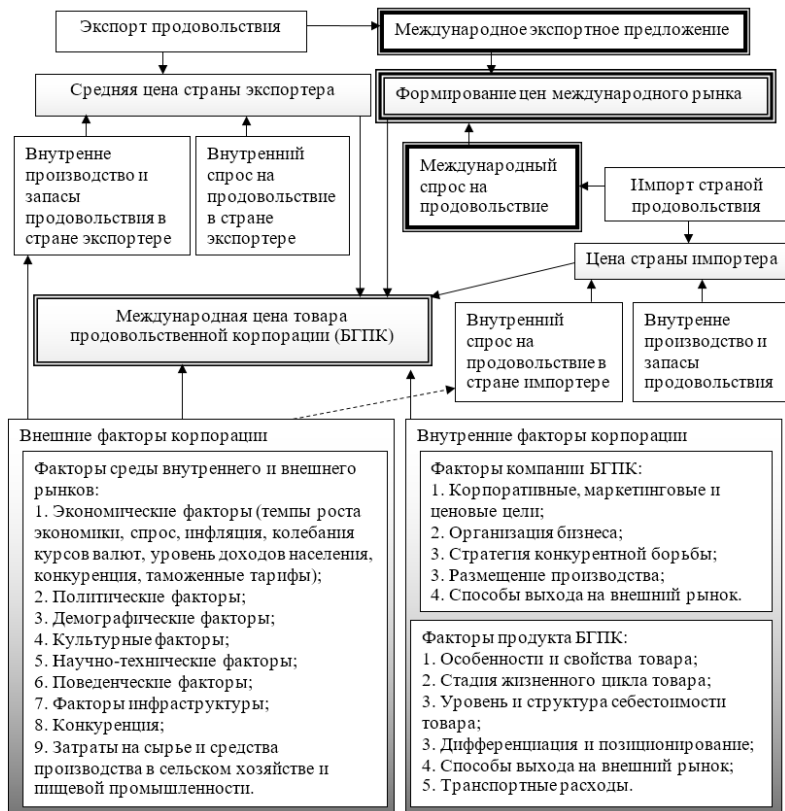 Экспорт продовольствия
Международное экспортное предложение
Средняя цена страны экспортера
Формирование цен международного рынка
Внутренне
производство и
запасы
продовольствия в
стране экспортере
Внутренний
спрос на
продовольствие
в стране
экспортере
Международный
спрос на
продовольствие
Импорт страной
продовольствия
Цена страны импортера
Международная цена товара
продовольственной корпорации (БГПК)
Внутренний
спрос на
продовольствие в
стране импортере
Внутренне
производство и
запасы
продовольствия
Внешние факторы корпорации
Факторы среды внутреннего и внешнего
рынков:
1. Экономические факторы (темпы роста
экономики, спрос, инфляция, колебания
курсов валют, уровень доходов населения,
конкуренция, таможенные тарифы);
2. Политические факторы;
3. Демографические факторы;
4. Культурные факторы;
5. Научно-технические факторы;
6. Поведенческие факторы;
7. Факторы инфраструктуры;
8. Конкуренция;
9. Затраты на сырье и средства
производства в сельском хозяйстве и
пищевой промышленности.
Внутренние факторы корпорации
Факторы компании БГПК:
1. Корпоративные, маркетинговые и
ценовые цели;
2. Организация бизнеса;
3. Стратегия конкурентной борьбы;
3. Размещение производства;
4. Способы выхода на внешний рынок.
Факторы продукта БГПК:
1. Особенности и свойства товара;
2. Стадия жизненного цикла товара;
3. Уровень и структура себестоимости
товара;
3. Дифференциация и позиционирование;
4. Способы выхода на внешний рынок;
5. Транспортные расходы.